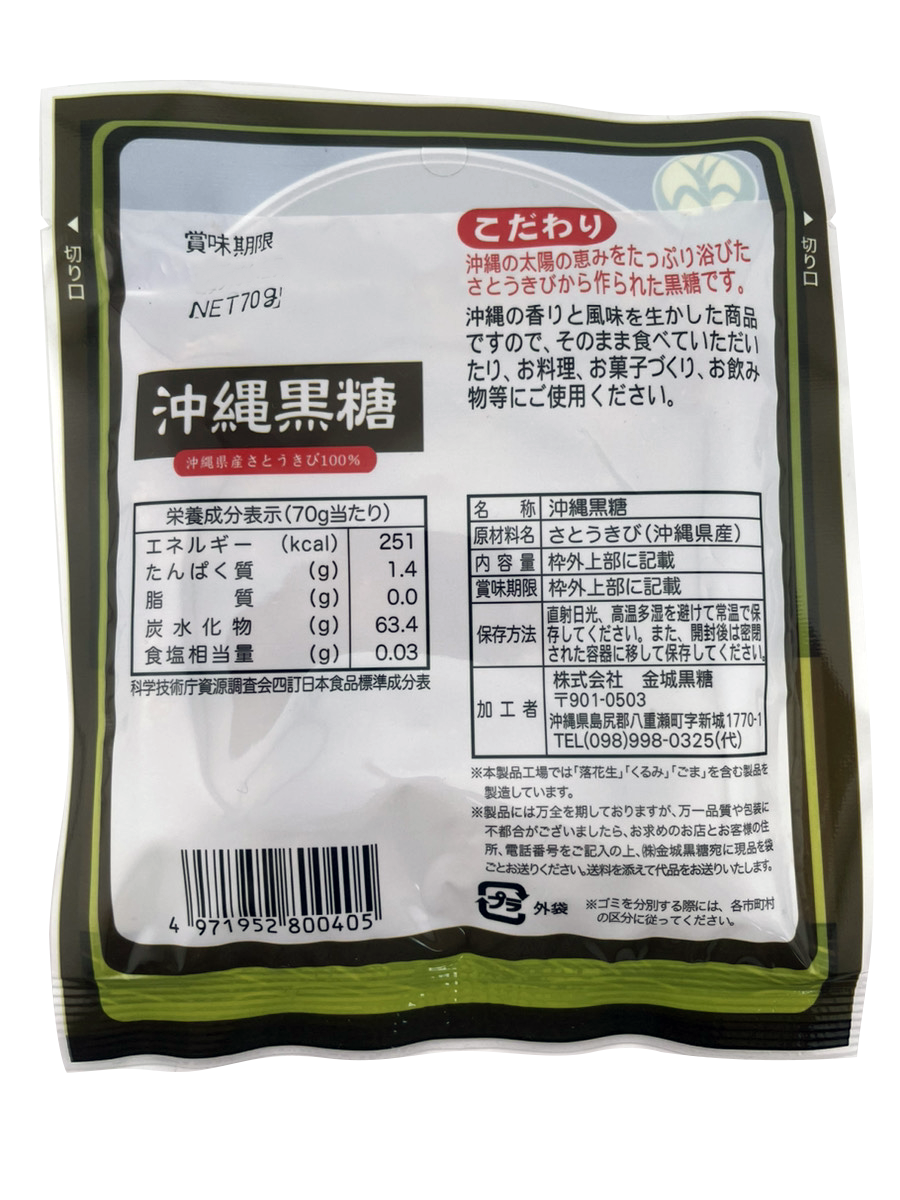 ◀切り口
▶切り口
賞味期限
NET70g
沖縄黒糖
沖縄県産さとうきび100%
栄養成分表示(70g当たり)
エネルギー (kcal) 251
たんぱく質 (g) 1.4
脂質 (g) 0.0
炭水化物 (g) 63.4
食塩相当量 (g) 0.03
科学技術庁資源調査会四訂日本食品標準成分表
4 971952 800405
こだわり
沖縄の太陽の恵みをたっぷり浴びた
さとうきびから作られた黒糖です。
沖縄の香りと風味を生かした商品
ですので、そのまま食べていただい
たり、お料理、お菓子づくり、お飲み
物等にご使用ください。
名称 沖縄黒糖
原材料名 さとうきび(沖縄県産)
内容量 枠外上部に記載
賞味期限 枠外上部に記載
保存方法 直射日光、高温多湿を避けて常温で保
存してください。また、開封後は密閉
された容器に移して保存してください。
加工者 株式会社 金城黒糖
〒901-0503
沖縄県島尻郡八重瀬町字新城1770-1
TEL(098)998-0325(代)
※本製品工場では「落花生」「くるみ」「ごま」を含む製品を
製造しています。
※製品には万全を期しておりますが、万一品質や包装に
不都合がございましたら、お求めのお店とお客様の住
所、電話番号をご記入の上、㈱金城黒糖宛に現品を袋
ごとお送りください。送料を添えて代品をお送りいたします。
プラ 外袋
※ゴミを分別する際には、各市町村
の区分に従ってください。